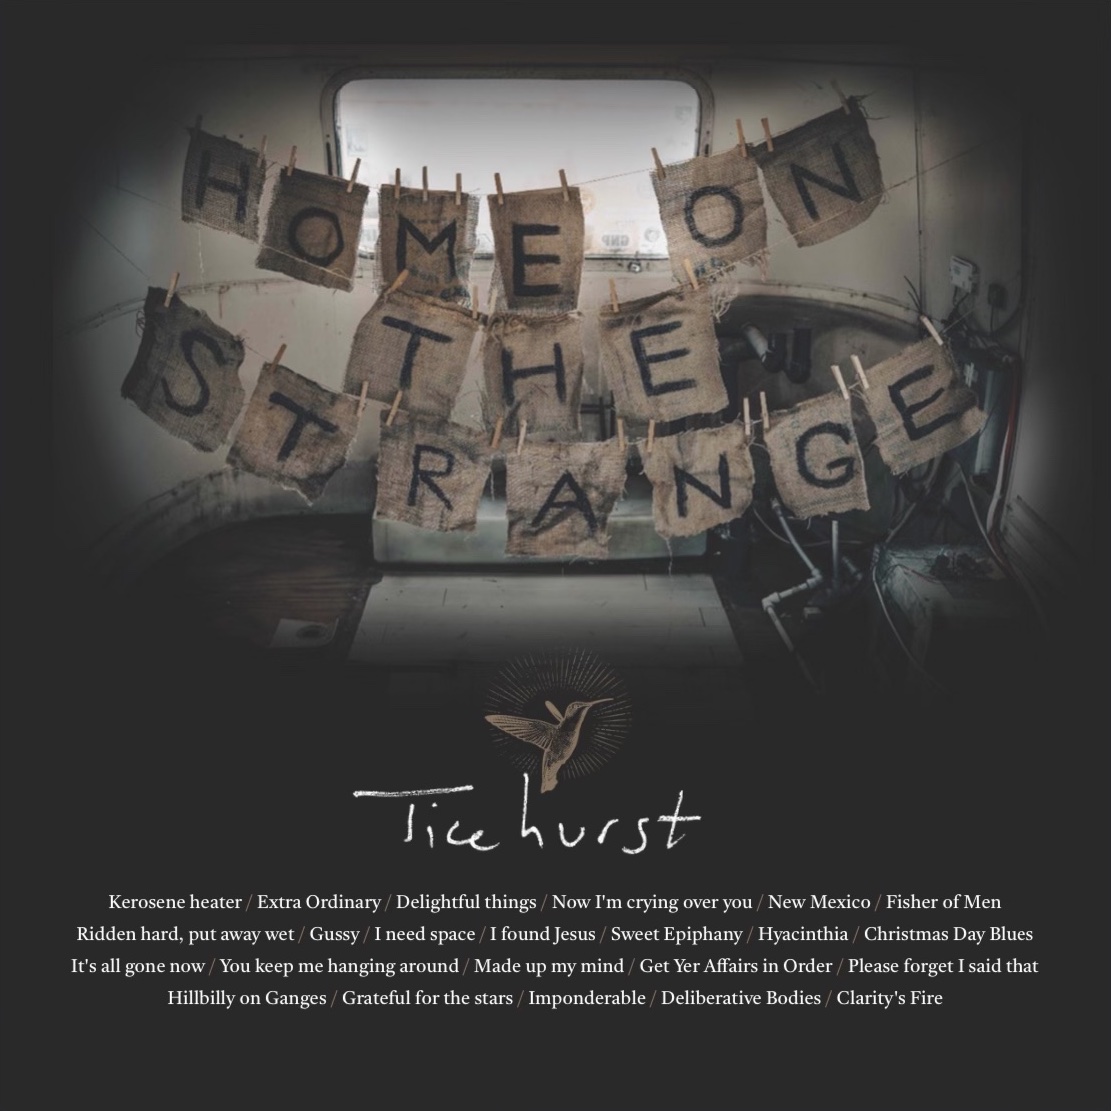 HOME ON
THE
STRANGE
Ticehurst
Kerosene heater / Extra Ordinary / Delightful things / Now I'm crying over you / New Mexico / Fisher of Men
Ridden hard, put away wet / Gussy / I need space / I found Jesus / Sweet Epiphany / Hyacinthia / Christmas Day Blues
It's all gone now / You keep me hanging around / Made up my mind / Get Yer Affairs in Order / Please forget I said that
Hillbilly on Ganges / Grateful for the stars / Imponderable / Deliberative Bodies / Clarity's Fire